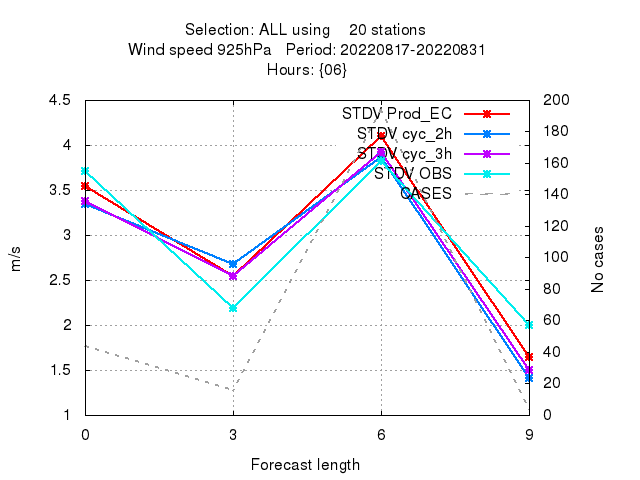 Selection: ALL using 20 stations
Wind speed 925hPa Period: 20220817-20220831
Hours: {06}
4.5
4
3.5
3
2.5
2
1.5
1
200
180
160
140
120
100
80
60
40
20
0
STDV Prod_EC
STDV cyc_2h
STDV cyc_3h
STDV OBS
CASES
m/s
No cases
0 3 6 9
Forecast length